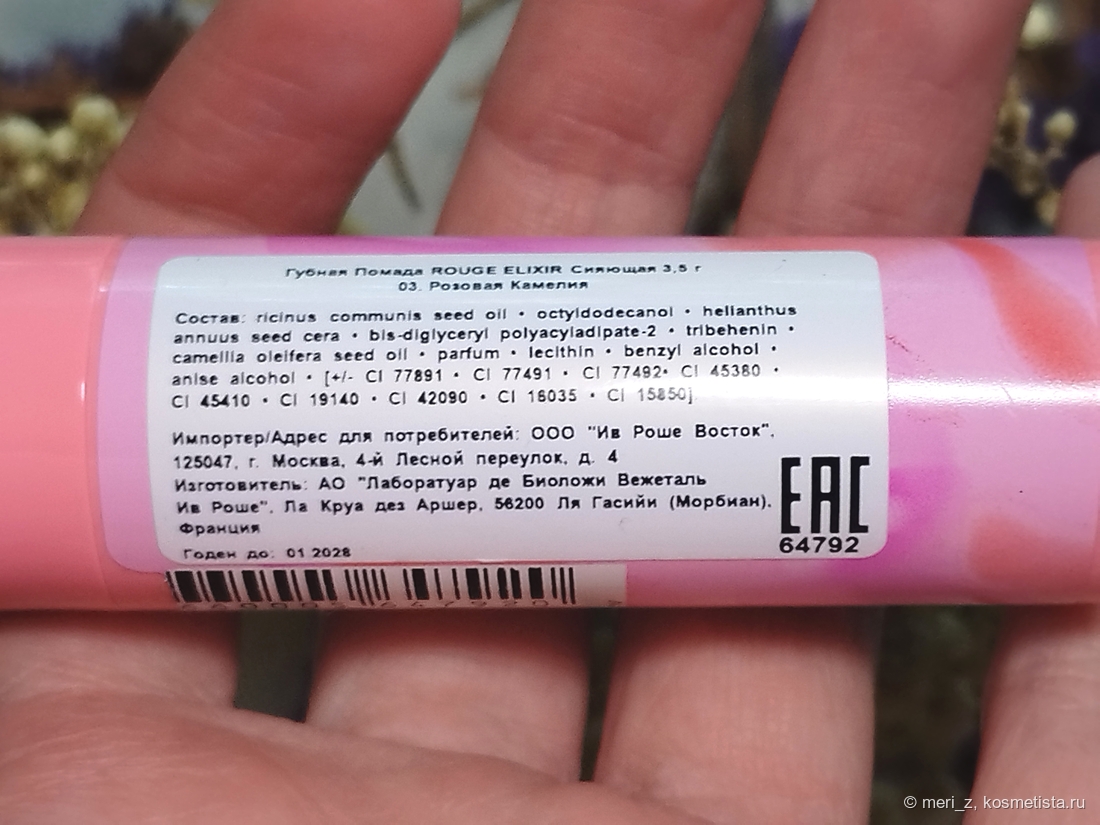 Губная Помада ROUGE ELIXIR Сияющая 3,5 г
03. Розовая Камелия
Состав: ricinus communis seed oil • octyldodecanol • helianthus
annuus seed cera • bis-diglyceryl polyacyladipate-2 • tribehenin •
camellia oleifera seed oil • parfum • lecithin • benzyl alcohol •
anise alcohol • [+/- CI 77891 • CI 77491 • CI 77492• CI 45380 •
CI 45410 • CI 19140 • CI 42090 • CI 16035 • CI 15850].
Импортер/Адрес для потребителей: ООО "Ив Роше Восток",
125047, г. Москва, 4-й Лесной переулок, д. 4
Изготовитель: АО "Лаборатуар де Биоложи Вежеталь
Ив Роше", Ла Круа дез Аршер, 56200 Ля Гасийи (Морбиан),
Франция
Годен до: 01 2028
EAC
64792
© meri_z, kosmetista.ru